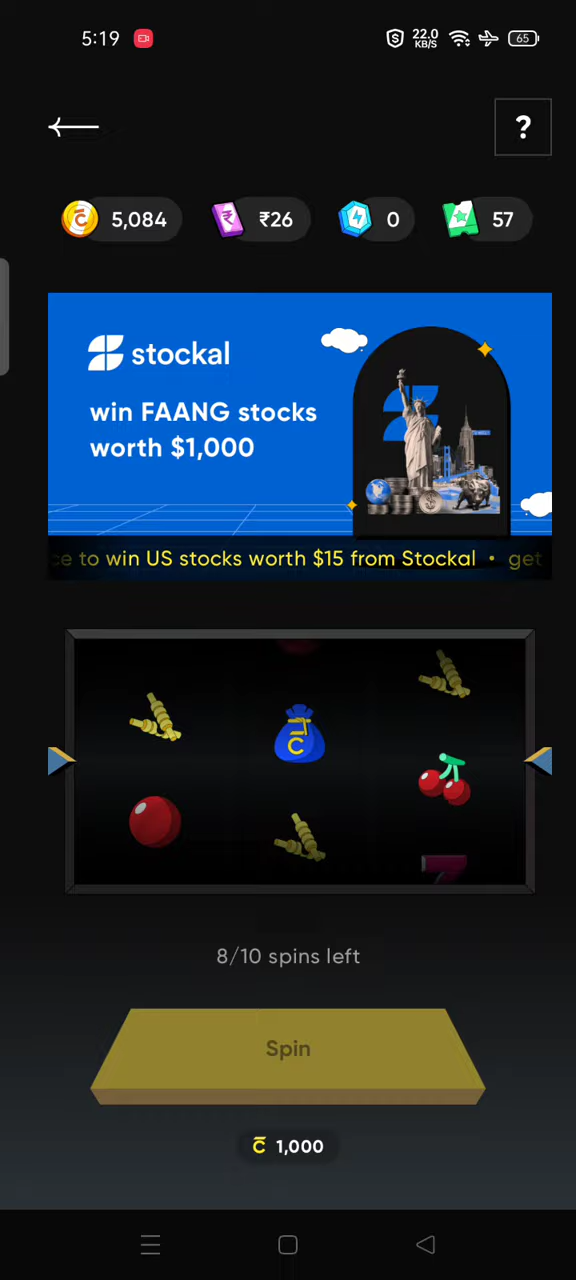 5:19
22.0
KB/S
65
?
5,084
₹26
0
57
stockal
win FAANG stocks
worth $1,000
ce to win US stocks worth $15 from Stockal • get
8/10 spins left
Spin
1,000